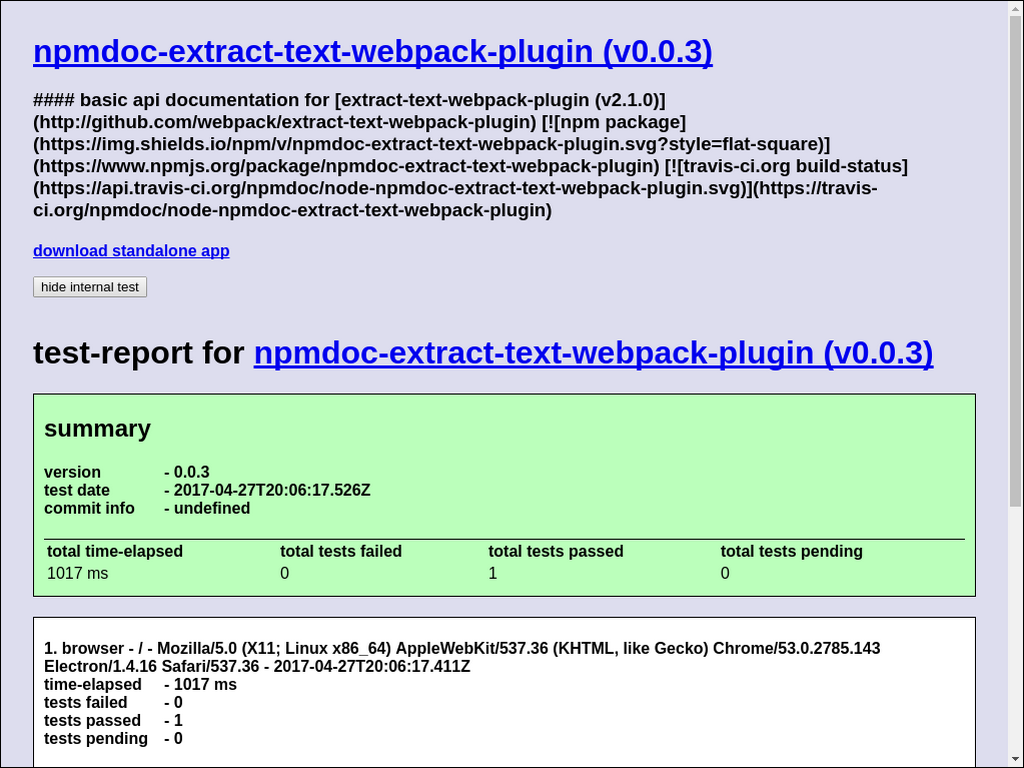 npmdoc-extract-text-webpack-plugin (v0.0.3)
#### basic api documentation for [extract-text-webpack-plugin (v2.1.0)]
(http://github.com/webpack/extract-text-webpack-plugin) [![npm package]
(https://img.shields.io/npm/v/npmdoc-extract-text-webpack-plugin.svg?style=flat-square)]
(https://www.npmjs.org/package/npmdoc-extract-text-webpack-plugin) [![travis-ci.org build-status]
(https://api.travis-ci.org/npmdoc/node-npmdoc-extract-text-webpack-plugin.svg)](https://travis-
ci.org/npmdoc/node-npmdoc-extract-text-webpack-plugin)
download standalone app
hide internal test
test-report for npmdoc-extract-text-webpack-plugin (v0.0.3)
summary
version - 0.0.3
test date - 2017-04-27T20:06:17.526Z
commit info - undefined
total time-elapsed total tests failed total tests passed total tests pending
1017 ms 0 1 0
1. browser - / - Mozilla/5.0 (X11; Linux x86_64) AppleWebKit/537.36 (KHTML, like Gecko) Chrome/53.0.2785.143
Electron/1.4.16 Safari/537.36 - 2017-04-27T20:06:17.411Z
time-elapsed - 1017 ms
tests failed - 0
tests passed - 1
tests pending - 0